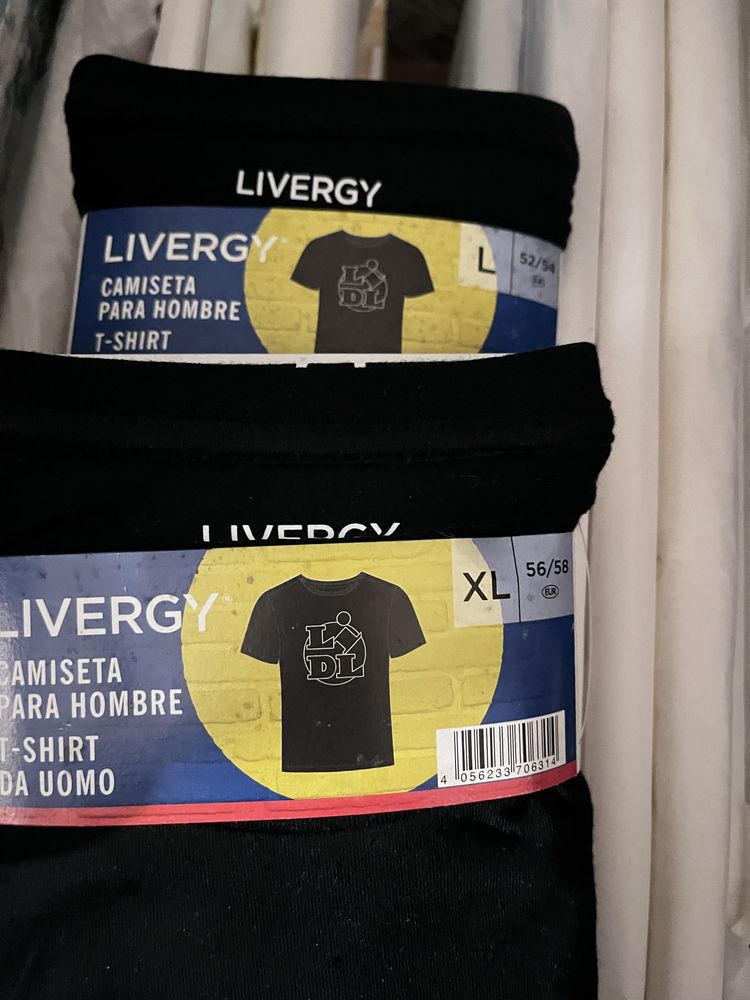 LIVERGY
LIVERGY
CAMISETA
PARA HOMBRE
T-SHIRT
L
52/54
EUR
LIDL
LIVERGY
LIVERGY®
CAMISETA
PARA HOMBRE
T-SHIRT
DA UOMO
XL
56/58
EUR
LIDL
4 056233 706314